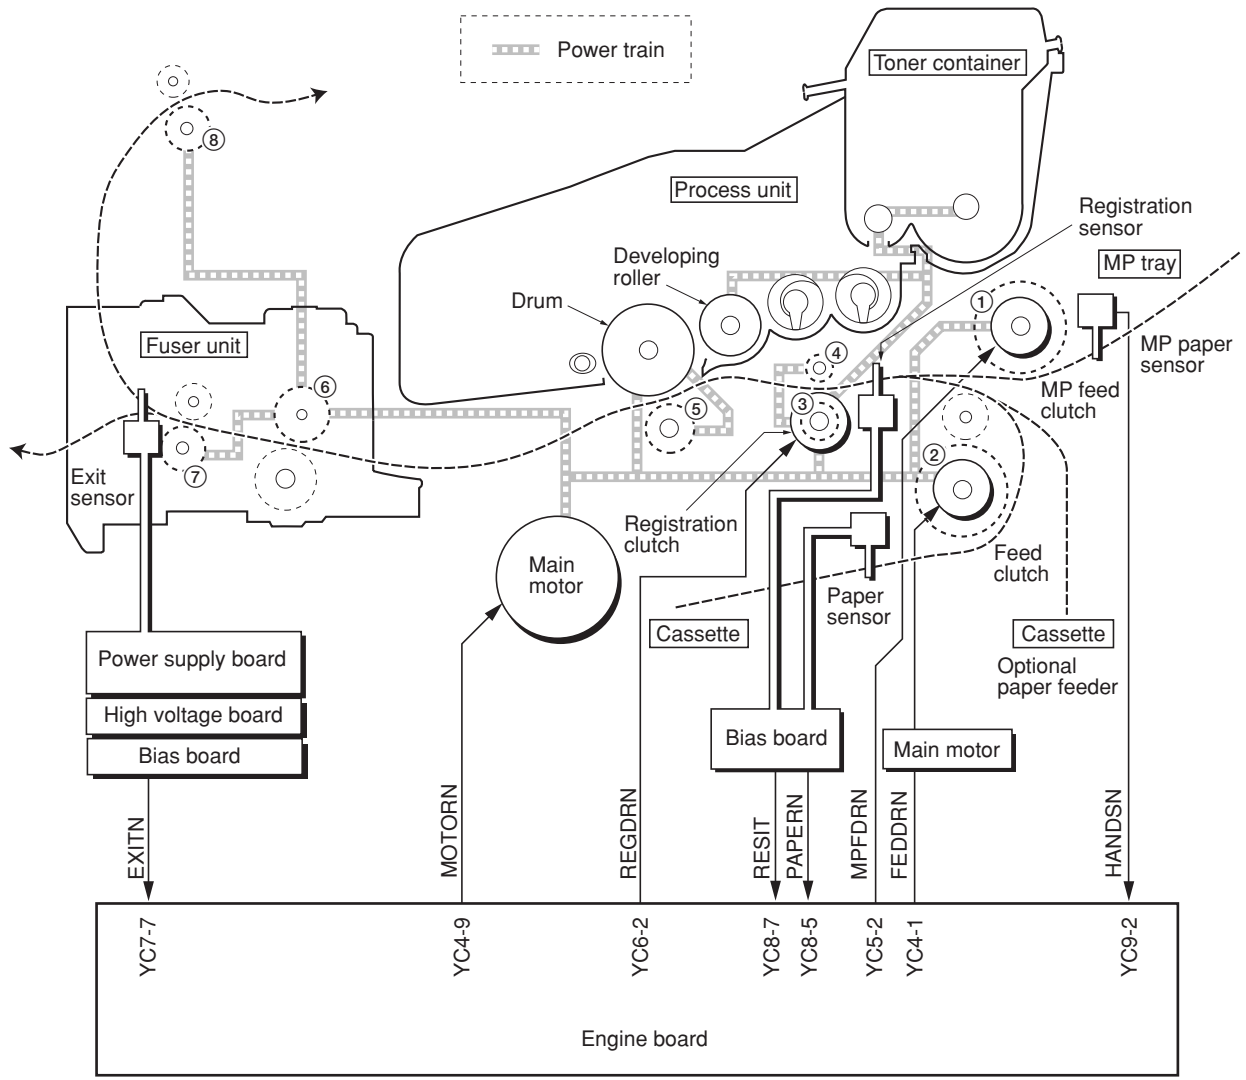 Power train
Toner container
8
Process unit
Registration
sensor
MP tray
Developing
roller
Drum
1
Fuser unit
MP paper
sensor
4
6
MP feed
clutch
3
5
2
Exit
sensor
7
Registration
clutch
Main
motor
Feed
clutch
Paper
sensor
Cassette
Cassette
Optional
paper feeder
Power supply board
High voltage board
Bias board
Bias board
Main motor
EXITN
MOTORN
REGDRN
RESIT
PAPERN
MPFDRN
FEDDRN
HANDSN
YC7-7
YC4-9
YC6-2
YC8-7
YC8-5
YC5-2
YC4-1
YC9-2
Engine board